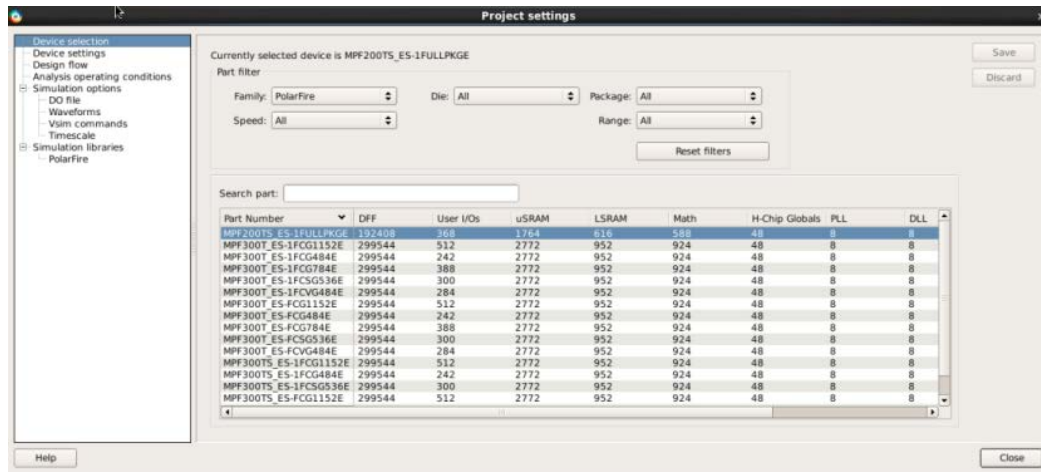 Project settings
Device selection
Device settings
Design flow
Analysis operating conditions
Simulation options
DO file
Waveforms
Vsim commands
Timescale
Simulation libraries
PolarFire
Currently selected device is MPF200TS_ES-1FULLPKGE
Save
Discard
Part filter
Family: PolarFire Die: All Package: All
Speed: All Range: All
Reset filters
Search part:
Part Number DFF User I/Os uSRAM LSRAM Math H-Chip Globals PLL DLL
MPF200TS_ES-1FULLPKGE 192408 368 1764 616 588 48 8 8
MPF300T_ES-1FCG1152E 299544 512 2772 952 924 48 8 8
MPF300T_ES-1FCG484E 299544 242 2772 952 924 48 8 8
MPF300T_ES-1FCG784E 299544 388 2772 952 924 48 8 8
MPF300T_ES-1FCSG536E 299544 300 2772 952 924 48 8 8
MPF300T_ES-1FCVG484E 299544 284 2772 952 924 48 8 8
MPF300T_ES-FCG1152E 299544 512 2772 952 924 48 8 8
MPF300T_ES-FCG484E 299544 242 2772 952 924 48 8 8
MPF300T_ES-FCG784E 299544 388 2772 952 924 48 8 8
MPF300T_ES-FCSG536E 299544 300 2772 952 924 48 8 8
MPF300T_ES-FCVG484E 299544 284 2772 952 924 48 8 8
MPF300TS_ES-1FCG1152E 299544 512 2772 952 924 48 8 8
MPF300TS_ES-1FCG484E 299544 242 2772 952 924 48 8 8
MPF300TS_ES-1FCSG536E 299544 300 2772 952 924 48 8 8
MPF300TS_ES-FCG1152E 299544 512 2772 952 924 48 8 8
Help
Close